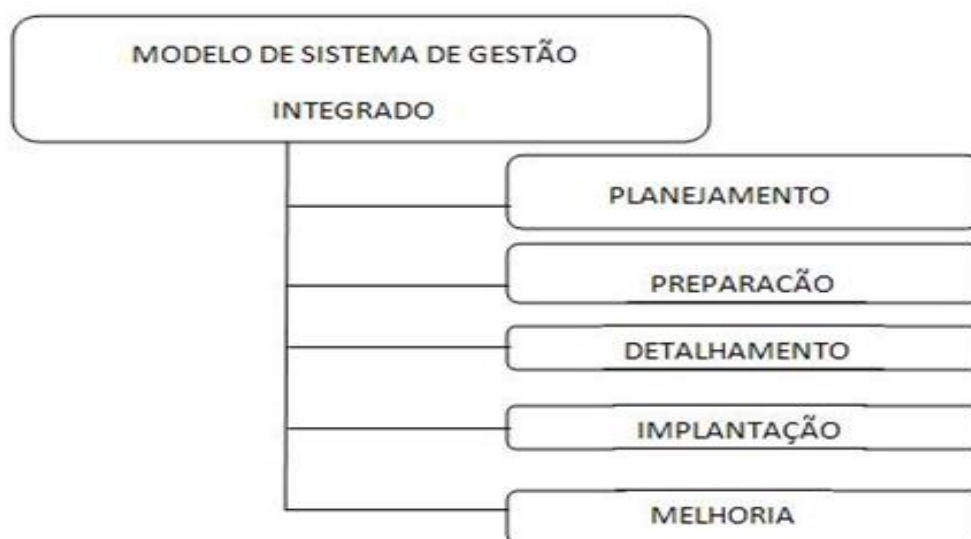 MODELO DE SISTEMA DE GESTÃO
INTEGRADO
PLANEJAMENTO
PREPARACÃO
DETALHAMENTO
IMPLANTAÇÃO
MELHORIA